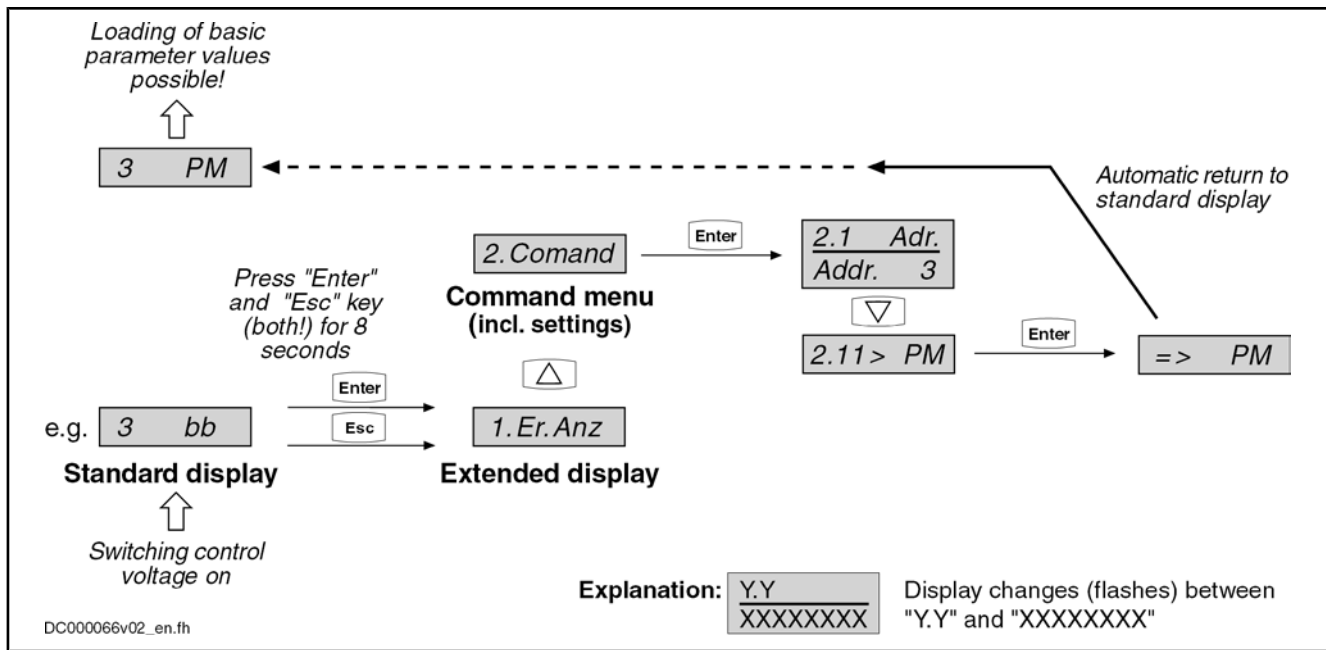 Loading of basic
parameter values
possible!
3 PM
Automatic return to
standard display
2.Comand
Enter
2.1 Adr.
Addr. 3
Command menu
(incl. settings)
Press "Enter"
and "Esc" key
(both!) for 8
seconds
2.11> PM
Enter
=> PM
e.g. 3 bb
Enter
Esc
1.Er.Anz
Standard display
Extended display
Switching control
voltage on
Explanation:
Y.Y
XXXXXXXX
Display changes (flashes) between
"Y.Y" and "XXXXXXXX"
DC000066v02_en.fh